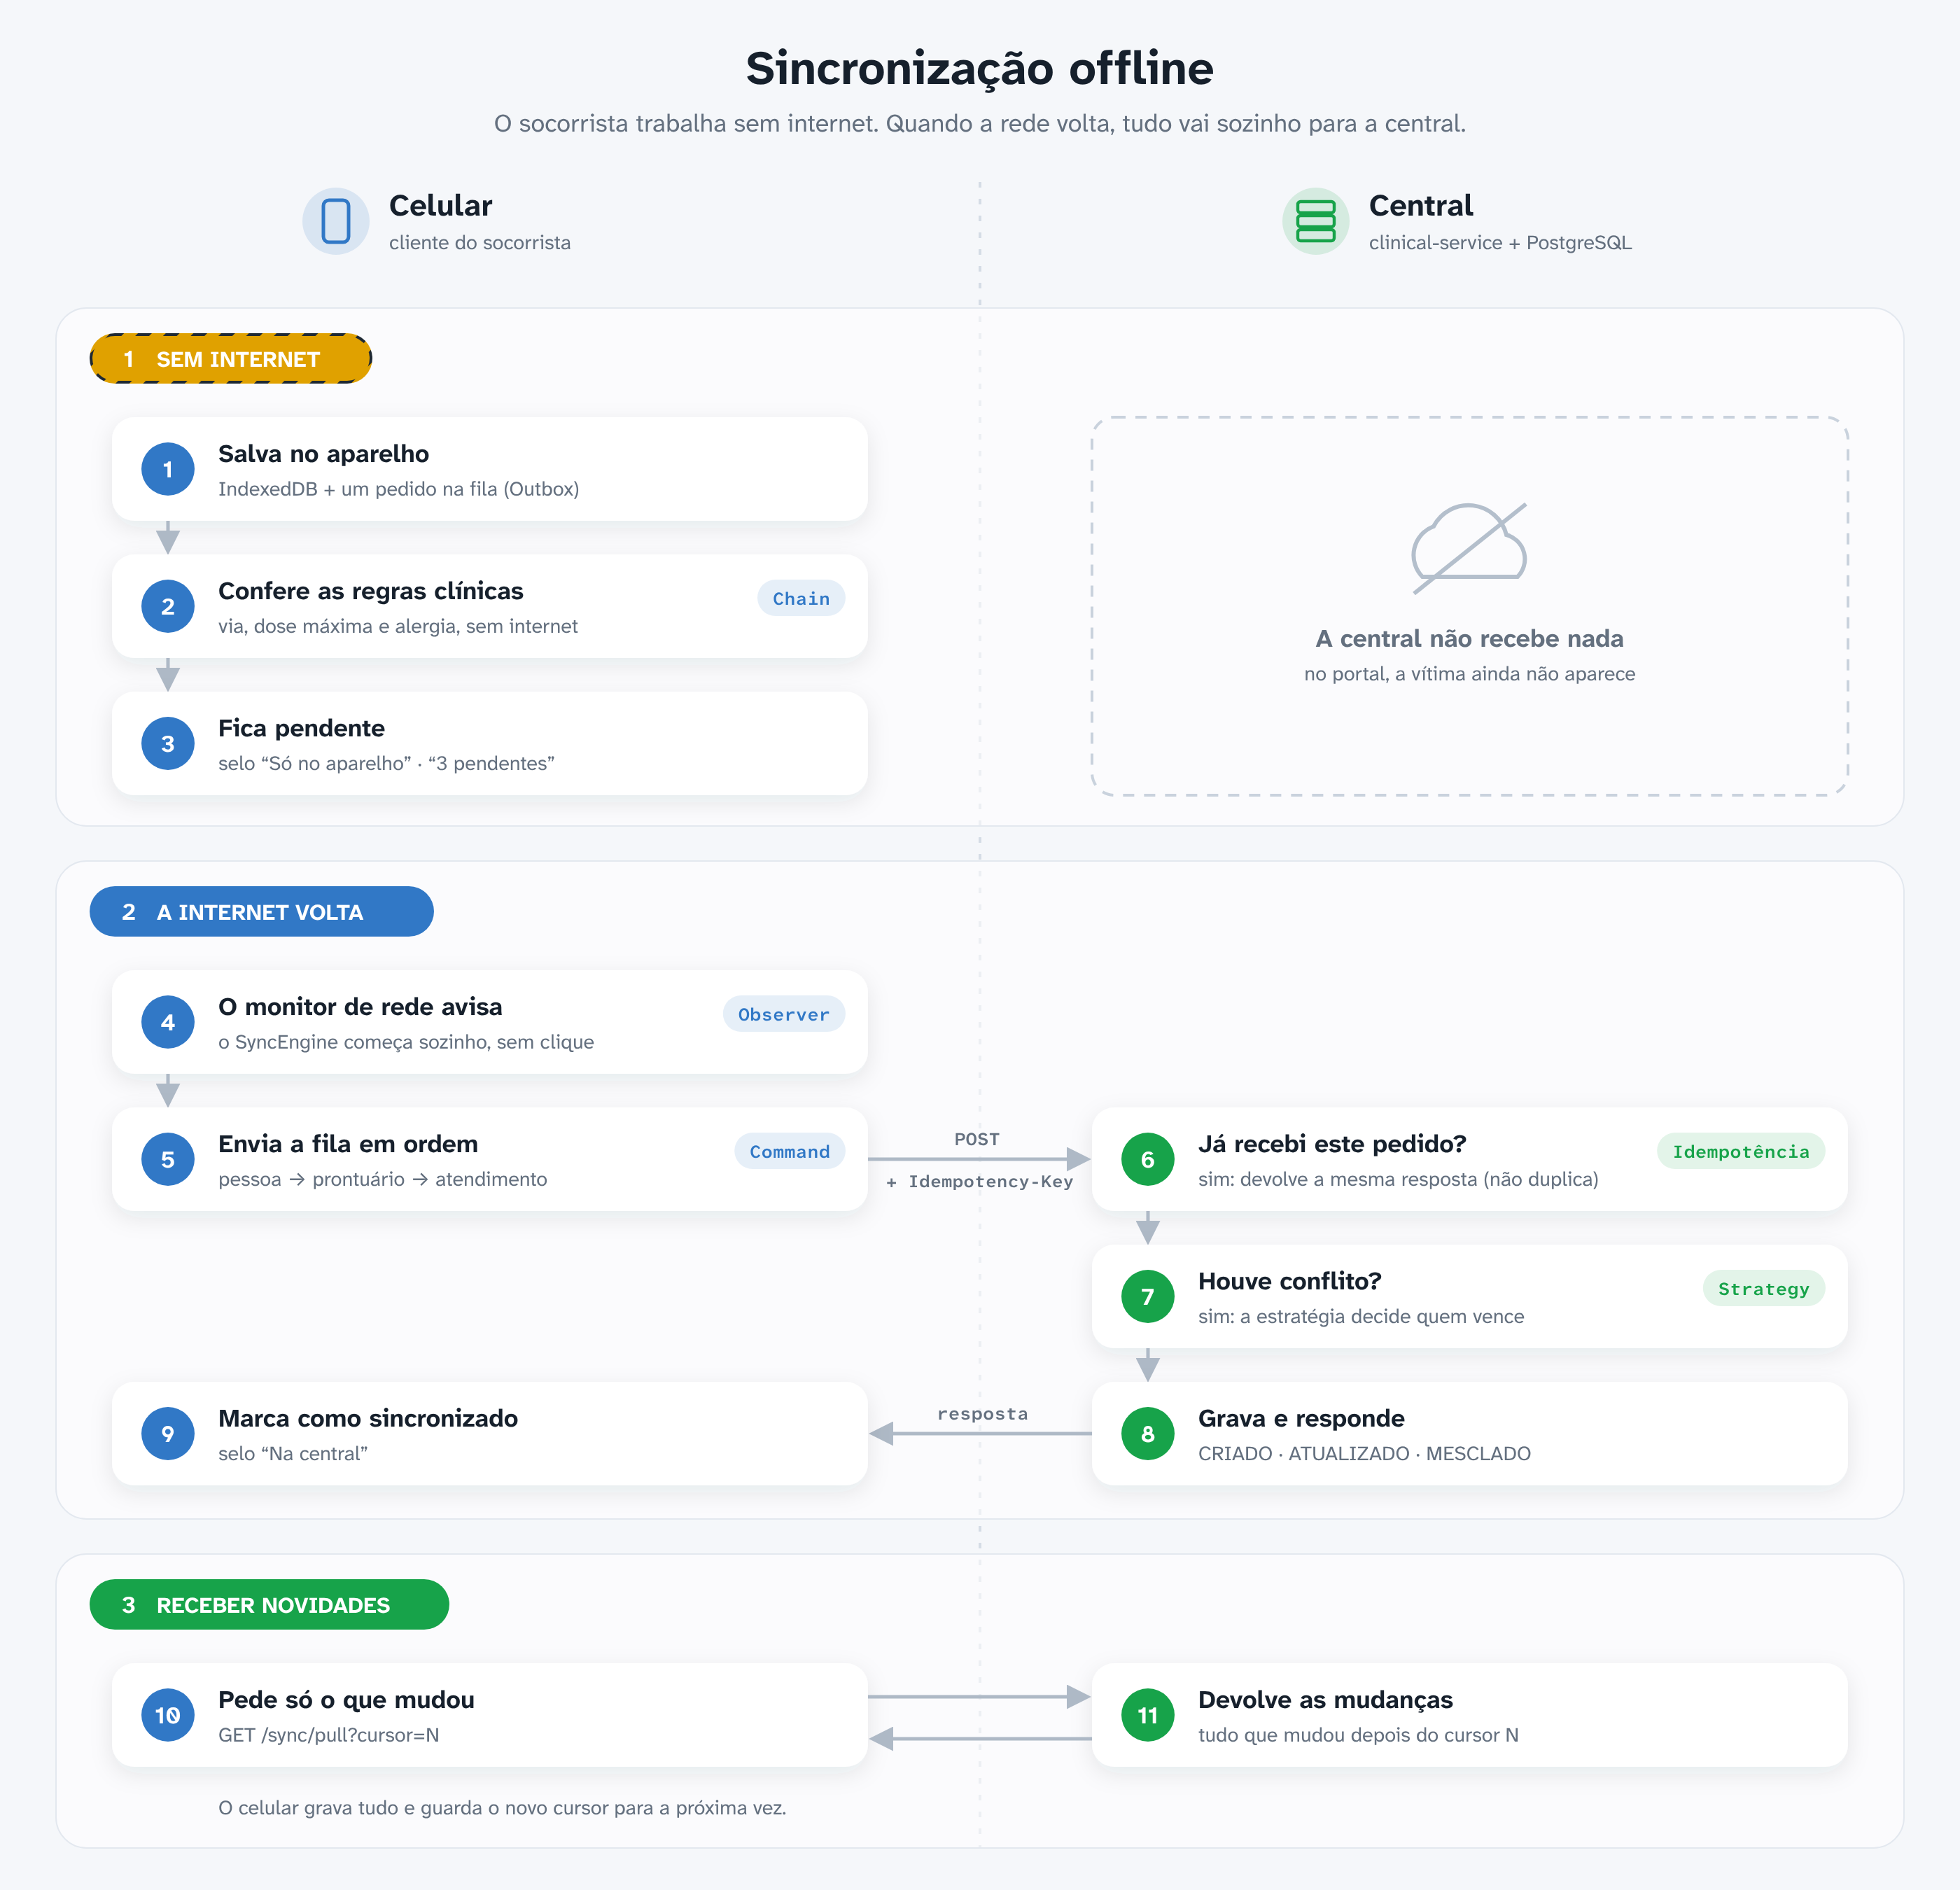 Sincronização offline
O socorrista trabalha sem internet. Quando a rede volta, tudo vai sozinho para a central.
Celular
cliente do socorrista
Central
clinical-service + PostgreSQL
1 SEM INTERNET
1
Salva no aparelho
IndexedDB + um pedido na fila (Outbox)
2
Confere as regras clínicas
Chain
via, dose máxima e alergia, sem internet
3
Fica pendente
selo “Só no aparelho” · “3 pendentes”
A central não recebe nada
no portal, a vítima ainda não aparece
2 A INTERNET VOLTA
4
O monitor de rede avisa
Observer
o SyncEngine começa sozinho, sem clique
5
Envia a fila em ordem
Command
pessoa → prontuário → atendimento
POST
+ Idempotency-Key
6
Já recebi este pedido?
Idempotência
sim: devolve a mesma resposta (não duplica)
7
Houve conflito?
Strategy
sim: a estratégia decide quem vence
8
Grava e responde
CRIADO · ATUALIZADO · MESCLADO
resposta
9
Marca como sincronizado
selo “Na central”
3 RECEBER NOVIDADES
10
Pede só o que mudou
GET /sync/pull?cursor=N
11
Devolve as mudanças
tudo que mudou depois do cursor N
O celular grava tudo e guarda o novo cursor para a próxima vez.